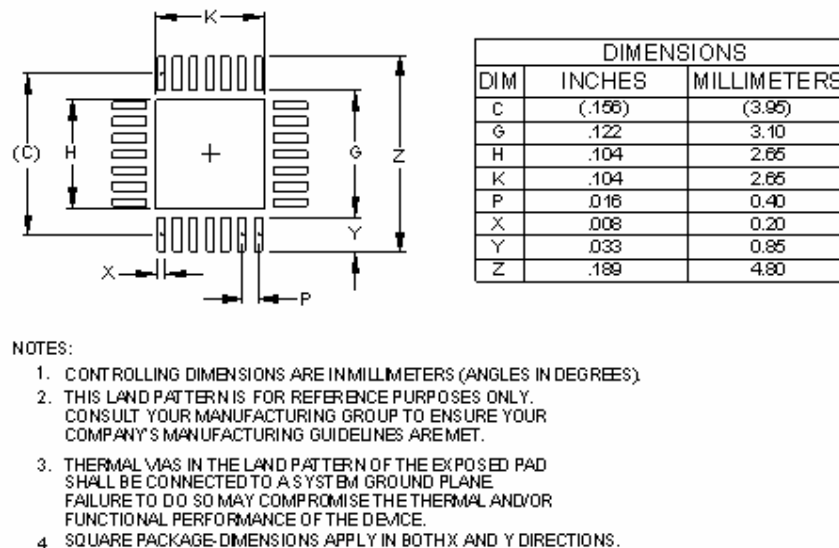 K
(C)
H
G
Z
Y
X
P
DIMENSIONS
DIM INCHES MILLIMETERS
C (.156) (3.95)
G .122 3.10
H .104 2.65
K .104 2.65
P .016 0.40
X .008 0.20
Y .033 0.85
Z .189 4.80
NOTES:
1. CONTROLLING DIMENSIONS ARE IN MILLIMETERS (ANGLES IN DEGREES).
2. THIS LAND PATTERN IS FOR REFERENCE PURPOSES ONLY.
CONSULT YOUR MANUFACTURING GROUP TO ENSURE YOUR
COMPANY'S MANUFACTURING GUIDELINES ARE MET.
3. THERMAL VIAS IN THE LAND PATTERN OF THE EXPOSED PAD
SHALL BE CONNECTED TO A SYSTEM GROUND PLANE.
FAILURE TO DO SO MAY COMPROMISE THE THERMAL AND/OR
FUNCTIONAL PERFORMANCE OF THE DEVICE.
4. SQUARE PACKAGE-DIMENSIONS APPLY IN BOTH X AND Y DIRECTIONS.